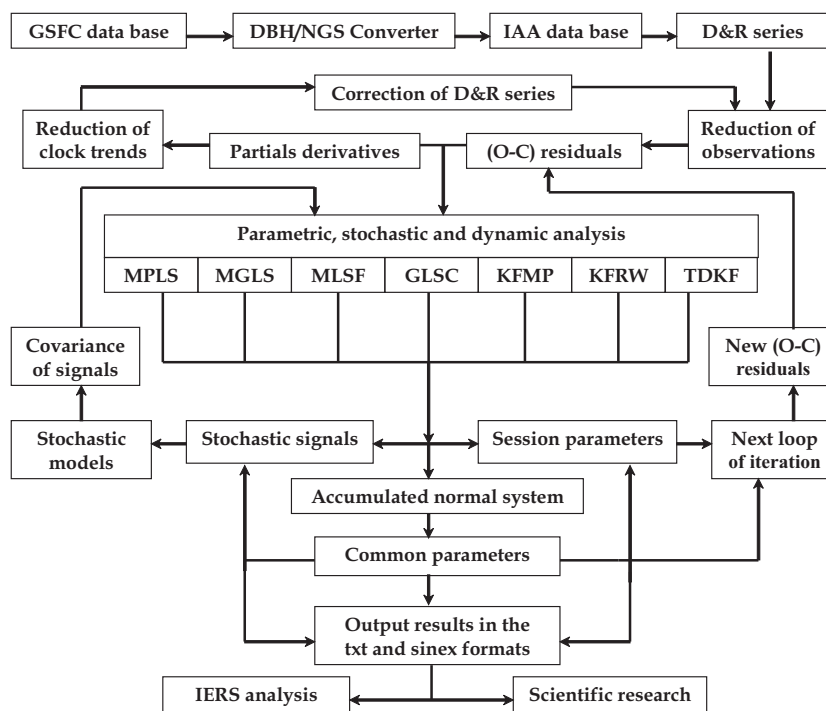 GSFC data base
DBH/NGS Converter
IAA data base
D&R series
Correction of D&R series
Reduction of
clock trends
Partials derivatives
(O-C) residuals
Reduction of
observations
Parametric, stochastic and dynamic analysis
MPLS
MGLS
MLSF
GLSC
KFMP
KFRW
TDKF
Covariance
of signals
New (O-C)
residuals
Stochastic
models
Stochastic signals
Session parameters
Next loop
of iteration
Accumulated normal system
Common parameters
Output results in the
txt and sinex formats
IERS analysis
Scientific research